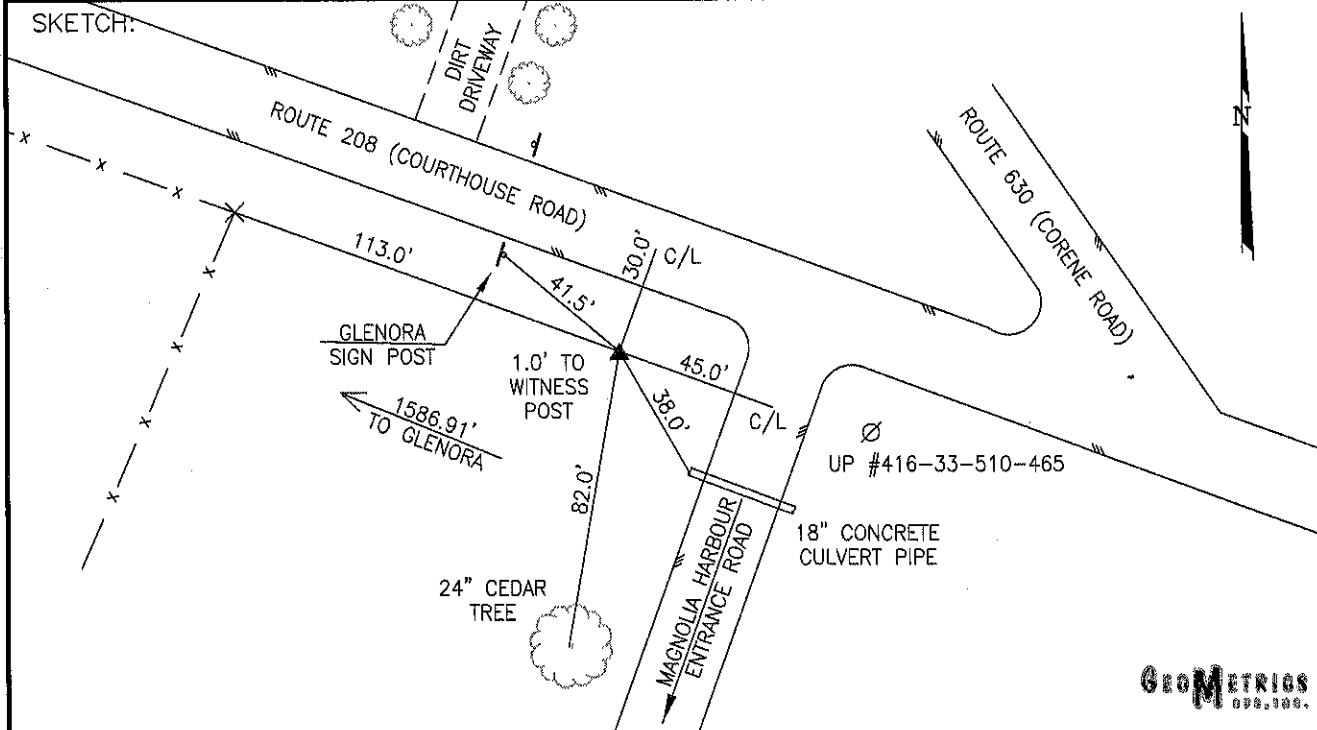 SKETCH:
DIRT
DRIVEWAY
N
ROUTE 208 (COURTHOUSE ROAD)
ROUTE 630 (CORENE ROAD)
x
x
x
x
x
x
113.0'
30.0'
C/L
41.5'
GLENORA
SIGN POST
1.0' TO
WITNESS
POST
45.0'
38.0'
C/L
1586.91'
TO GLENORA
UP #416-33-510-465
82.0'
18" CONCRETE
CULVERT PIPE
24" CEDAR
TREE
MAGNOLIA HARBOUR
ENTRANCE ROAD
GEOMETRICS
GPS, INC.